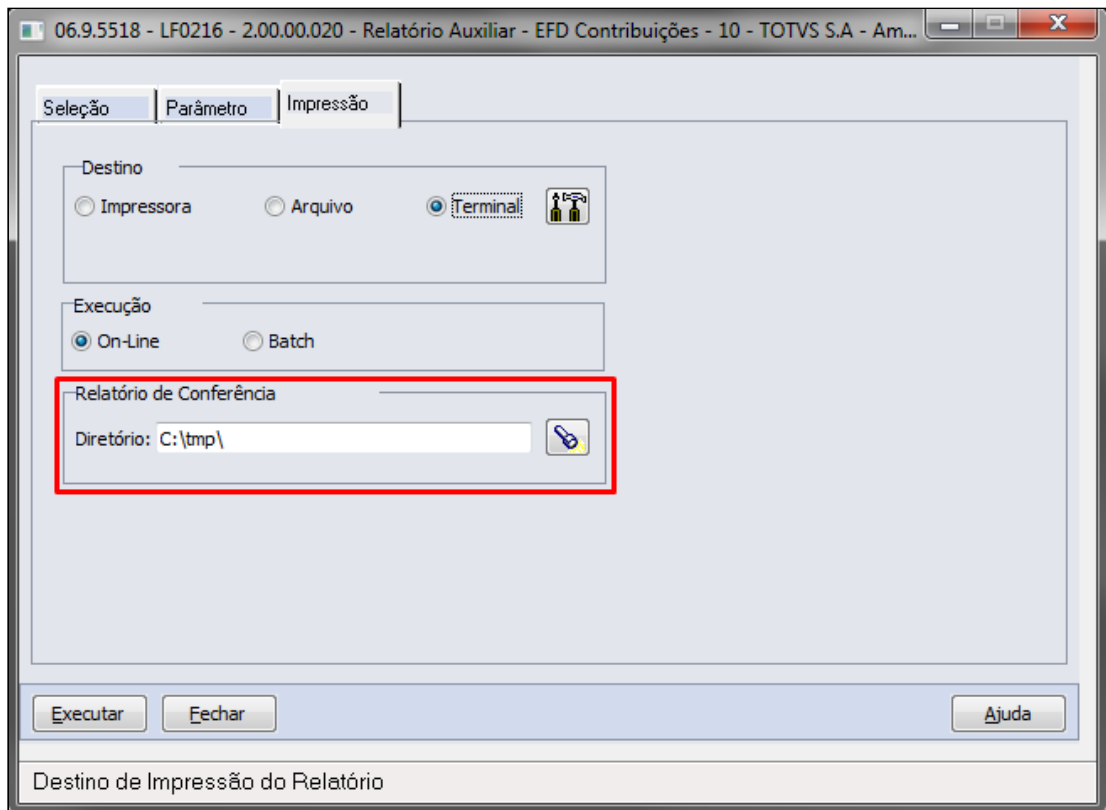 06.9.5518 - LF0216 - 2.00.00.020 - Relatório Auxiliar - EFD Contribuições - 10 - TOTVS S.A - Am...
Seleção Parâmetro Impressão
Destino
Impressora Arquivo Terminal
Execução
On-Line Batch
Relatório de Conferência
Diretório: C:\tmp\
Executar Fechar Ajuda
Destino de Impressão do Relatório